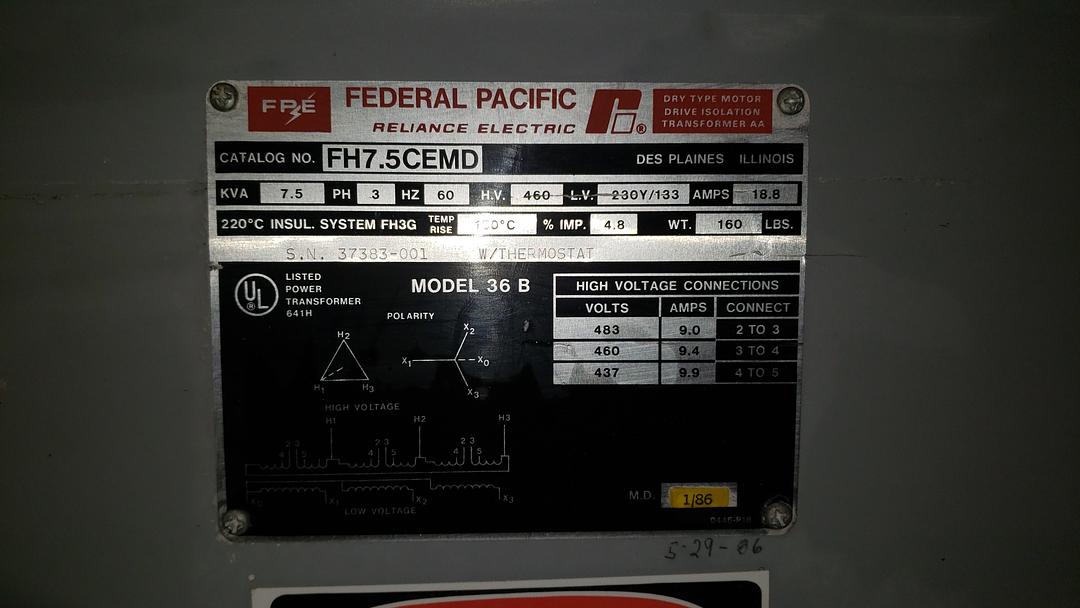 FPE FEDERAL PACIFIC
RELIANCE ELECTRIC ®
DRY TYPE MOTOR
DRIVE ISOLATION
TRANSFORMER AA
CATALOG NO. FH7.5CEMD DES PLAINES ILLINOIS
KVA 7.5 PH 3 HZ 60 H.V. 460 L.V. 230Y/133 AMPS 18.8
220°C INSUL. SYSTEM FH3G TEMP RISE °C % IMP. 4.8 WT. 160 LBS.
S.N. 37383-001 W/THERMOSTAT
UL ®
LISTED
POWER
TRANSFORMER
641H
MODEL 36 B
POLARITY
H2
H1 H3
X2
X1 X0
X3
HIGH VOLTAGE
HIGH VOLTAGE CONNECTIONS
VOLTS AMPS CONNECT
483 9.0 2 TO 3
460 9.4 3 TO 4
437 9.9 4 TO 5
H1 H2 H3
2 3 2 3 2 3
4 5 4 5 4 5
X0 X1 X2 X3
LOW VOLTAGE
M.D. 1/86
5-29-86